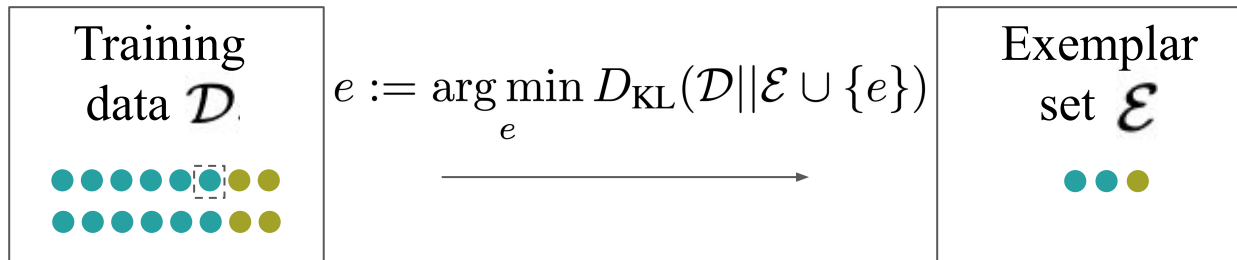 Training
data 𝒟
e := arg min D_KL(𝒟||ℰ ∪ {e})
e
Exemplar
set ℰ